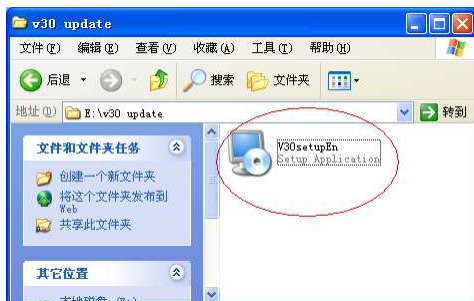 v30 update
文件(F) 编辑(E) 查看(V) 收藏(A) 工具(T) 帮助(H)
后退 搜索 文件夹
地址(D) E:\v30 update 转到
文件和文件夹任务
创建一个新文件夹
将这个文件夹发布到
Web
共享此文件夹
其它位置
V30setupEn
Setup Application